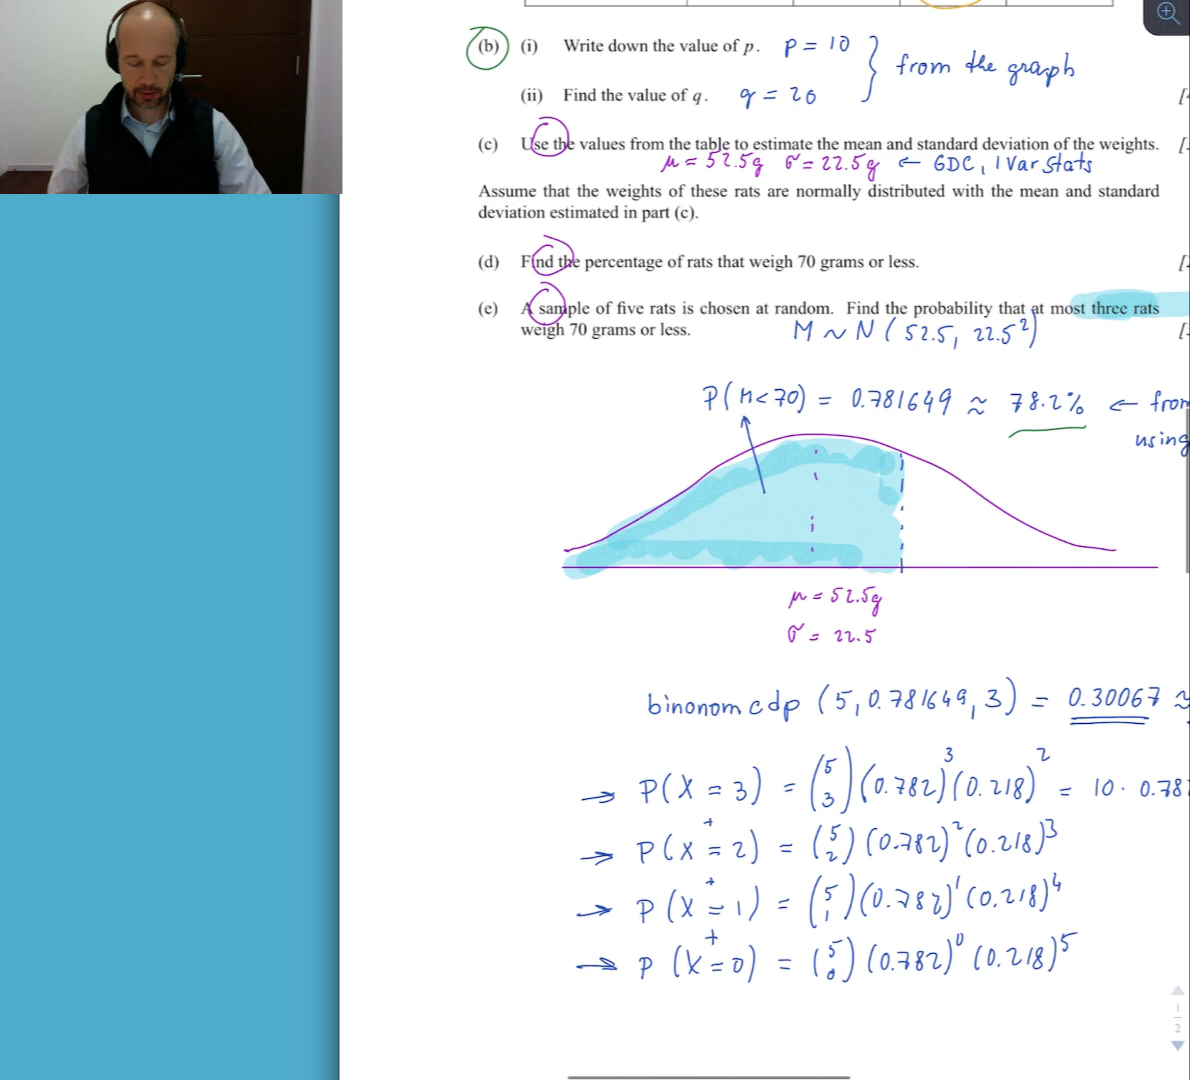 (b) (i) Write down the value of p. p = 10
(ii) Find the value of q. q = 20
} from the graph
(c) Use the values from the table to estimate the mean and standard deviation of the weights.
μ = 52.5g σ = 22.5g ← GDC, 1 Var Stats
Assume that the weights of these rats are normally distributed with the mean and standard
deviation estimated in part (c).
(d) Find the percentage of rats that weigh 70 grams or less.
(e) A sample of five rats is chosen at random. Find the probability that at most three rats
weigh 70 grams or less. M ~ N(52.5, 22.5²)
P(M<70) = 0.781649 ≈ 78.2% ← from
using
μ = 52.5g
σ = 22.5
binonomcdp (5, 0.781649, 3) = 0.30067 ≈
→ P(X = 3) = (5 3)(0.782)³(0.218)² = 10 · 0.78
+
→ P(X = 2) = (5 2)(0.782)²(0.218)³
+
→ P(X = 1) = (5 1)(0.782)¹(0.218)⁴
+
→ P(X = 0) = (5 0)(0.782)⁰(0.218)⁵
1
2